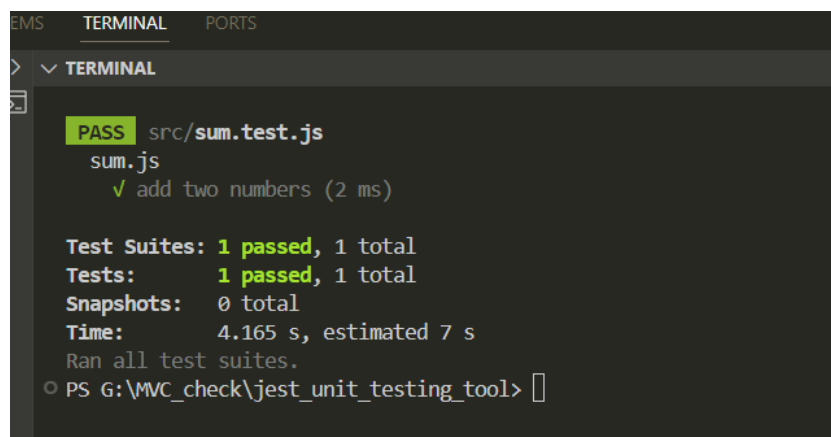 EMS TERMINAL PORTS
TERMINAL
PASS src/sum.test.js
sum.js
√ add two numbers (2 ms)
Test Suites: 1 passed, 1 total
Tests: 1 passed, 1 total
Snapshots: 0 total
Time: 4.165 s, estimated 7 s
Ran all test suites.
PS G:\MVC_check\jest_unit_testing_tool>